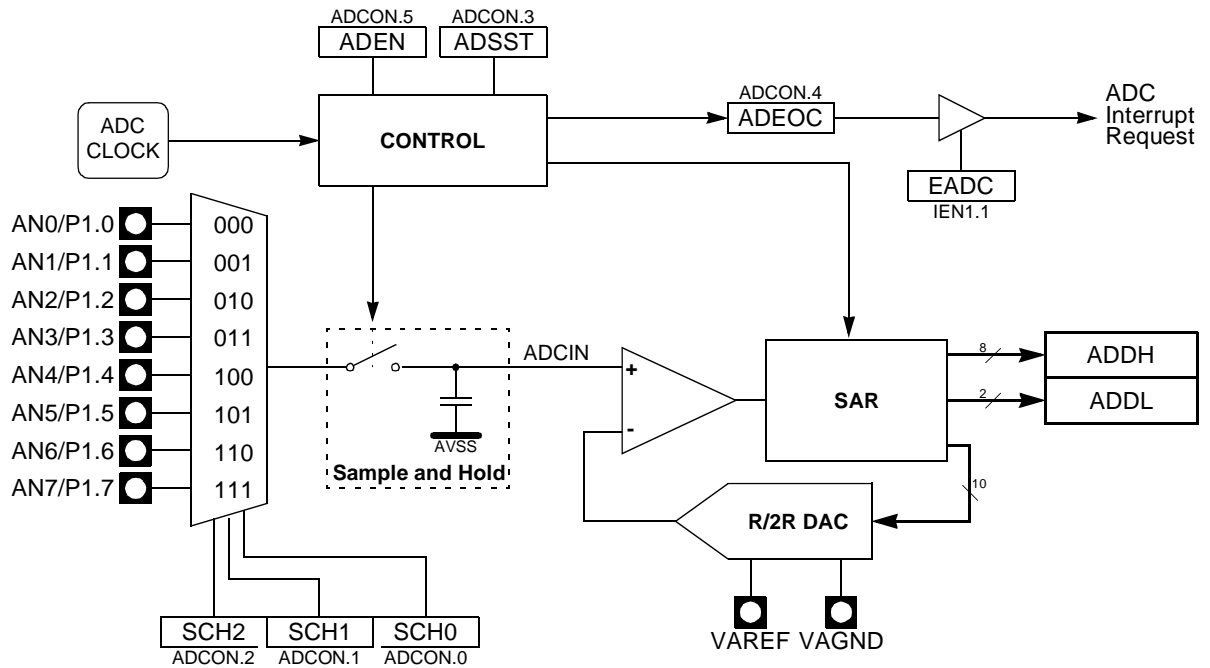 ADCON.5 ADCON.3
ADEN ADSST
ADCON.4
ADEOC
ADC
Interrupt
Request
ADC
CLOCK
CONTROL
EADC
IEN1.1
AN0/P1.0 000
AN1/P1.1 001
AN2/P1.2 010
AN3/P1.3 011
AN4/P1.4 100
AN5/P1.5 101
AN6/P1.6 110
AN7/P1.7 111
ADCIN
AVSS
Sample and Hold
+
-
SAR
8 ADDH
2 ADDL
10
R/2R DAC
VAREF VAGND
SCH2 SCH1 SCH0
ADCON.2 ADCON.1 ADCON.0